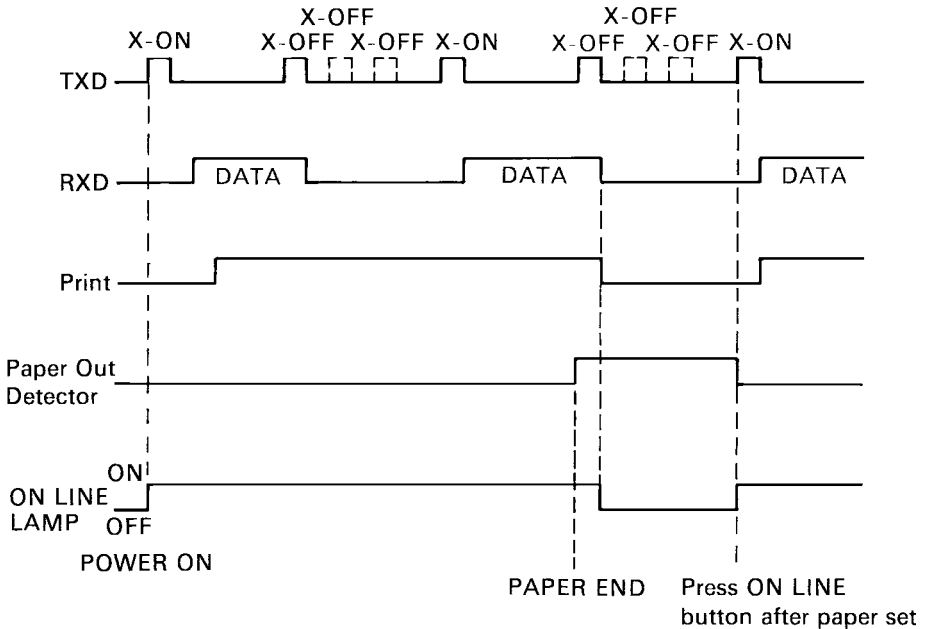 X-OFF X-OFF
X-ON X-OFF X-OFF X-ON X-OFF X-OFF X-ON
TXD
RXD DATA DATA DATA
Print
Paper Out
Detector
ON
ON LINE
LAMP
OFF
POWER ON
PAPER END
Press ON LINE
button after paper set